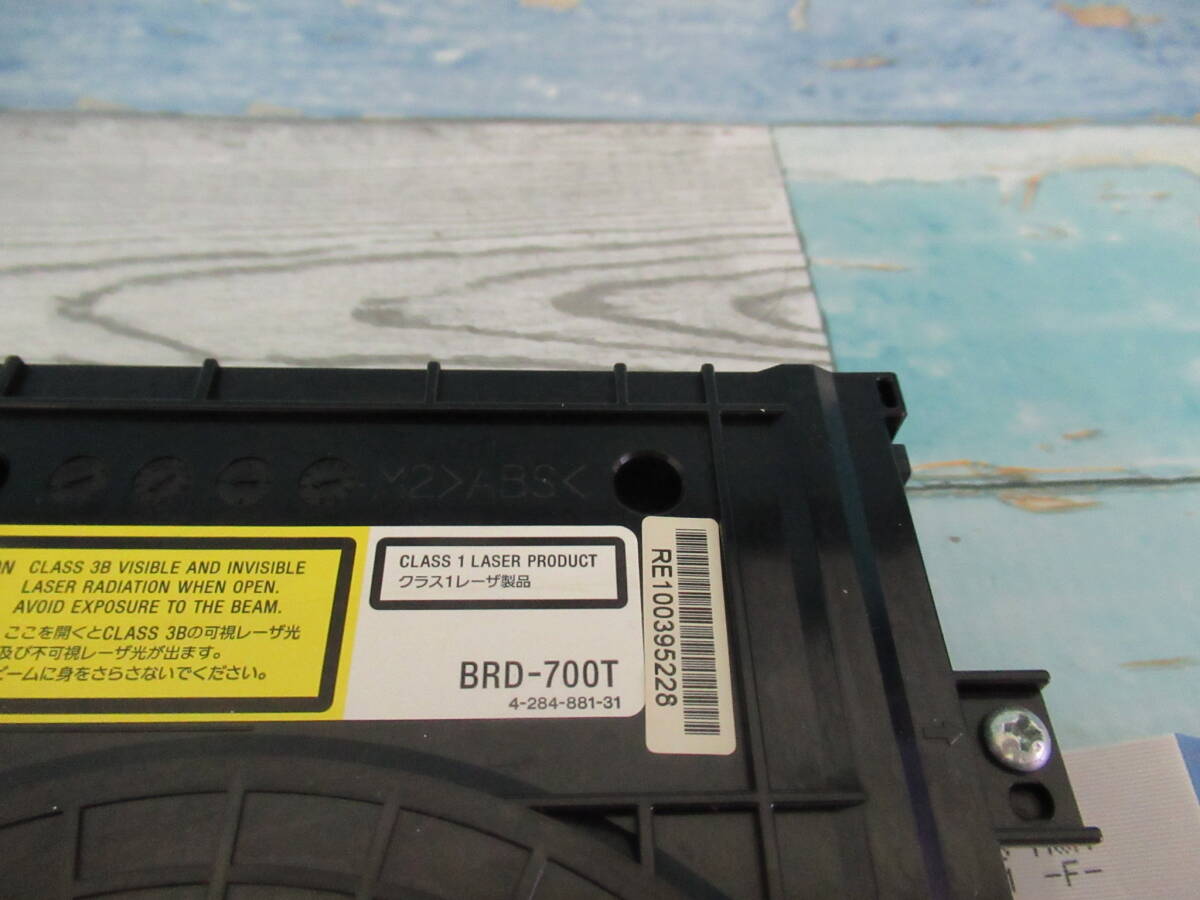 M2>ABS<
ON CLASS 3B VISIBLE AND INVISIBLE
LASER RADIATION WHEN OPEN.
AVOID EXPOSURE TO THE BEAM.
ここを開くとCLASS 3Bの可視レーザ光
及び不可視レーザ光が出ます。
ビームに身をさらさないでください。
CLASS 1 LASER PRODUCT
クラス1レーザ製品
BRD-700T
4-284-881-31
RE100395228
-F-